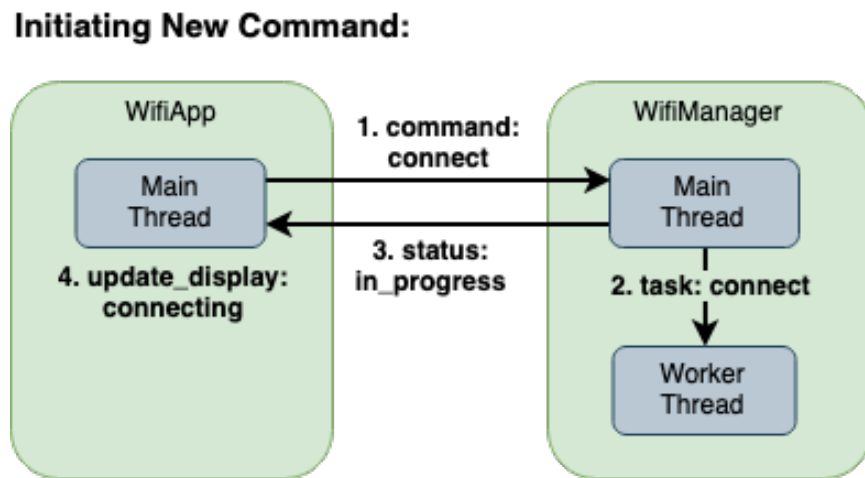 Initiating New Command:
WifiApp
WifiManager
1. command:
connect
Main
Thread
Main
Thread
3. status:
in_progress
4. update_display:
connecting
2. task: connect
Worker
Thread